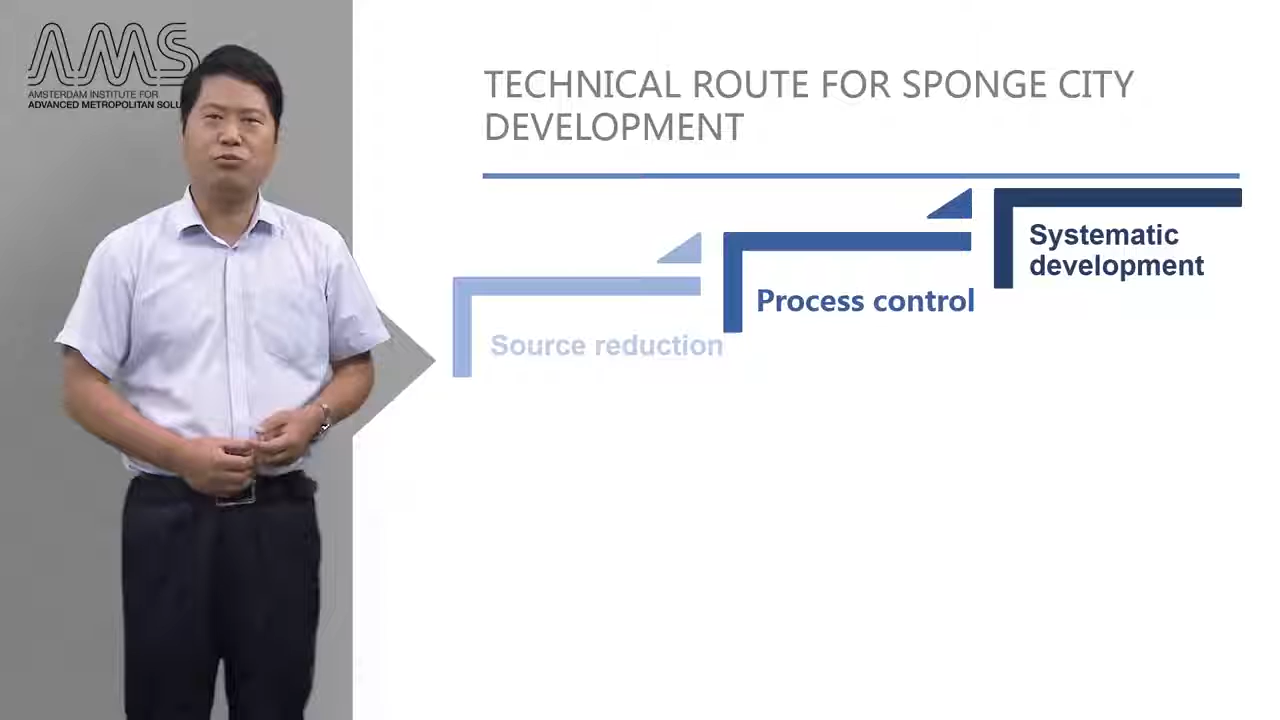 AMS
AMSTERDAM INSTITUTE FOR
ADVANCED METROPOLITAN SOLU
TECHNICAL ROUTE FOR SPONGE CITY
DEVELOPMENT
Systematic
development
Process control
Source reduction